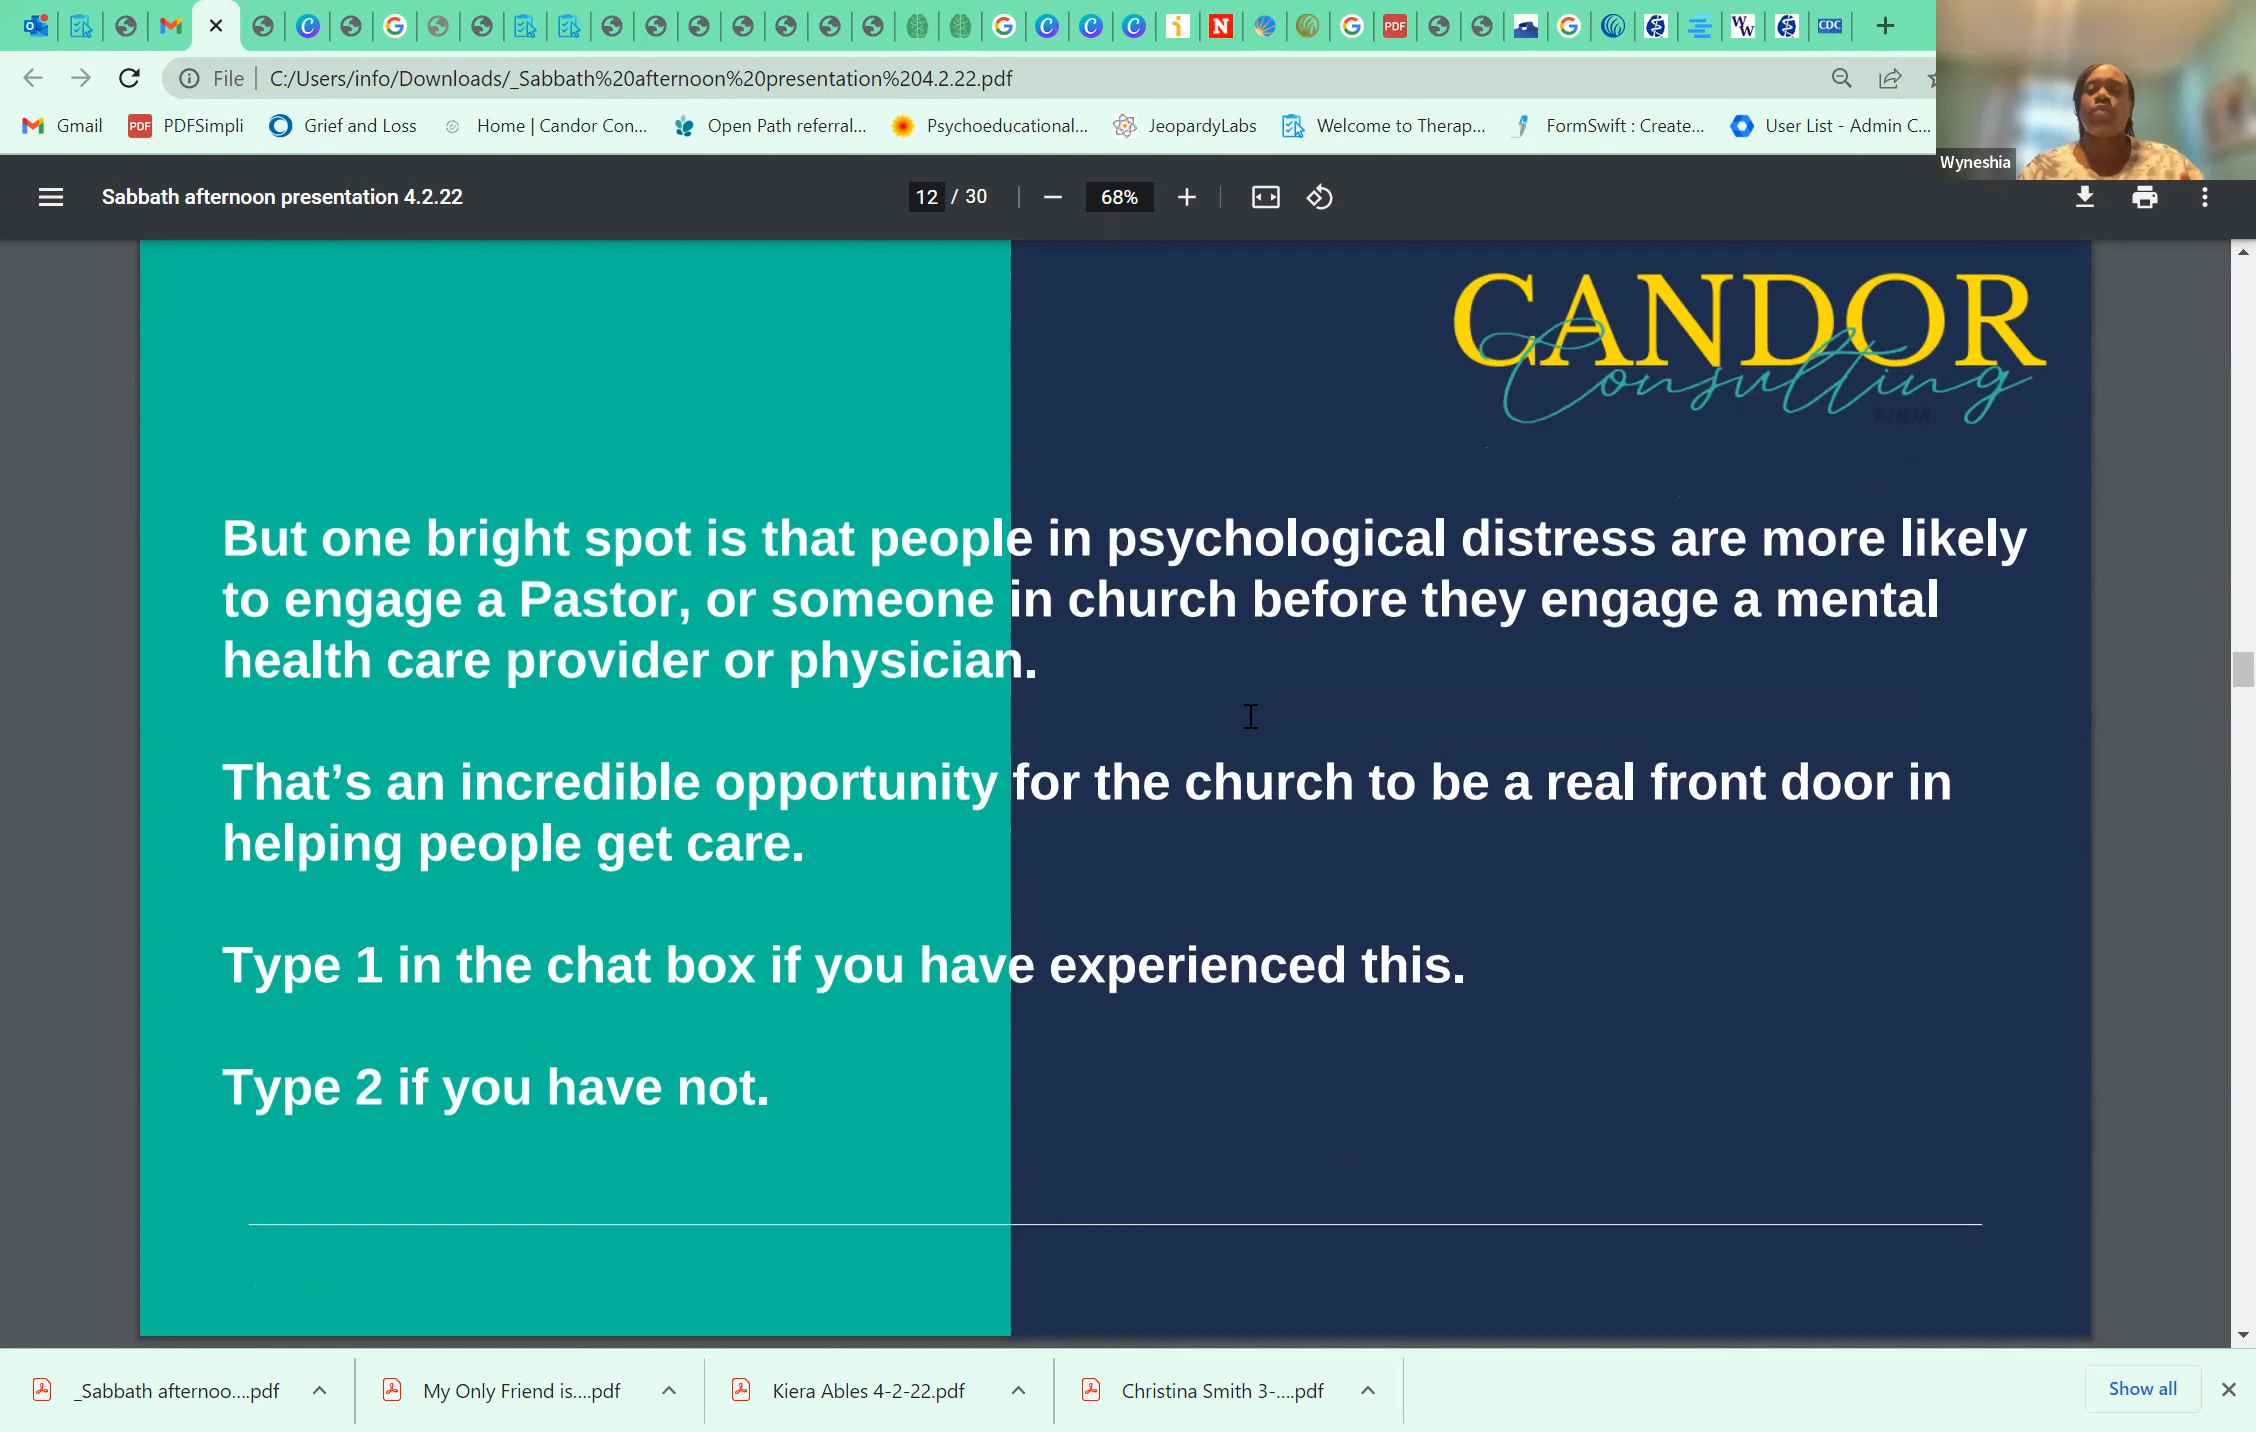 File
C:/Users/info/Downloads/_Sabbath%20afternoon%20presentation%204.2.22.pdf
Gmail
PDFSimpli
Grief and Loss
Home | Candor Con...
Open Path referral...
Psychoeducational...
JeopardyLabs
Welcome to Therap...
FormSwift : Create...
User List - Admin C...
Wyneshia
Sabbath afternoon presentation 4.2.22
12 / 30
68%
CANDOR
Consulting
FIRM
But one bright spot is that people in psychological distress are more likely
to engage a Pastor, or someone in church before they engage a mental
health care provider or physician.
That’s an incredible opportunity for the church to be a real front door in
helping people get care.
Type 1 in the chat box if you have experienced this.
Type 2 if you have not.
_Sabbath afternoo....pdf
My Only Friend is....pdf
Kiera Ables 4-2-22.pdf
Christina Smith 3-....pdf
Show all